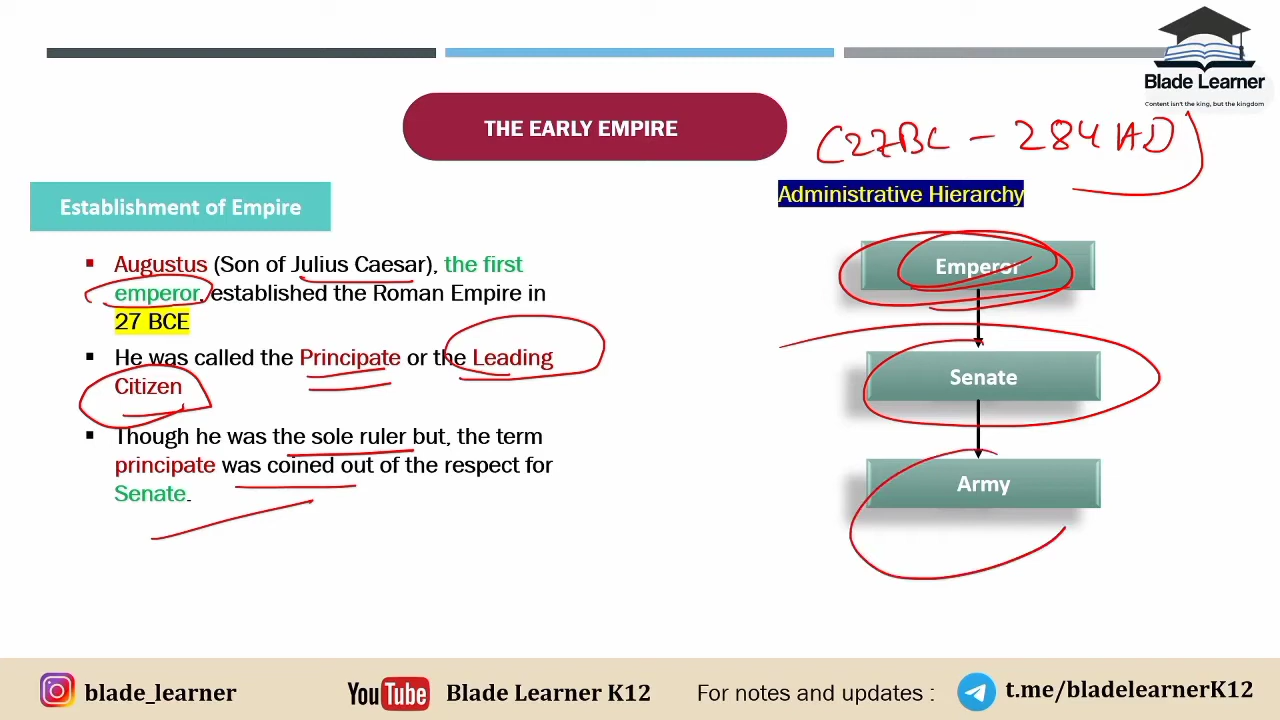 Blade Learner
Content isn't the king, but the kingdom
THE EARLY EMPIRE
(27BC - 284 AD)
Establishment of Empire
Administrative Hierarchy
▪ Augustus (Son of Julius Caesar), the first
emperor, established the Roman Empire in
27 BCE
▪ He was called the Principate or the Leading
Citizen
▪ Though he was the sole ruler but, the term
principate was coined out of the respect for
Senate.
Emperor
Senate
Army
blade_learner
YouTube Blade Learner K12
For notes and updates : t.me/bladelearnerK12